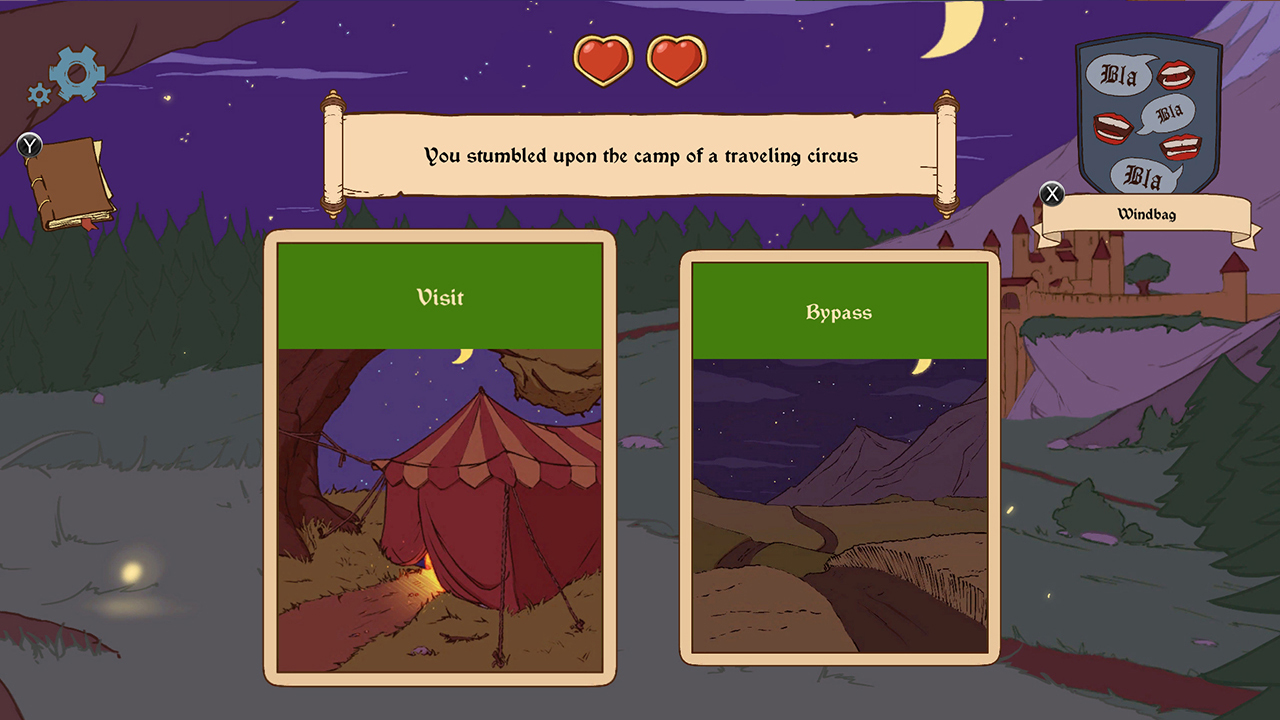 Bla
Y
You stumbled upon the camp of a traveling circus
Bla
Bla
X
Windbag
Visit
Bypass